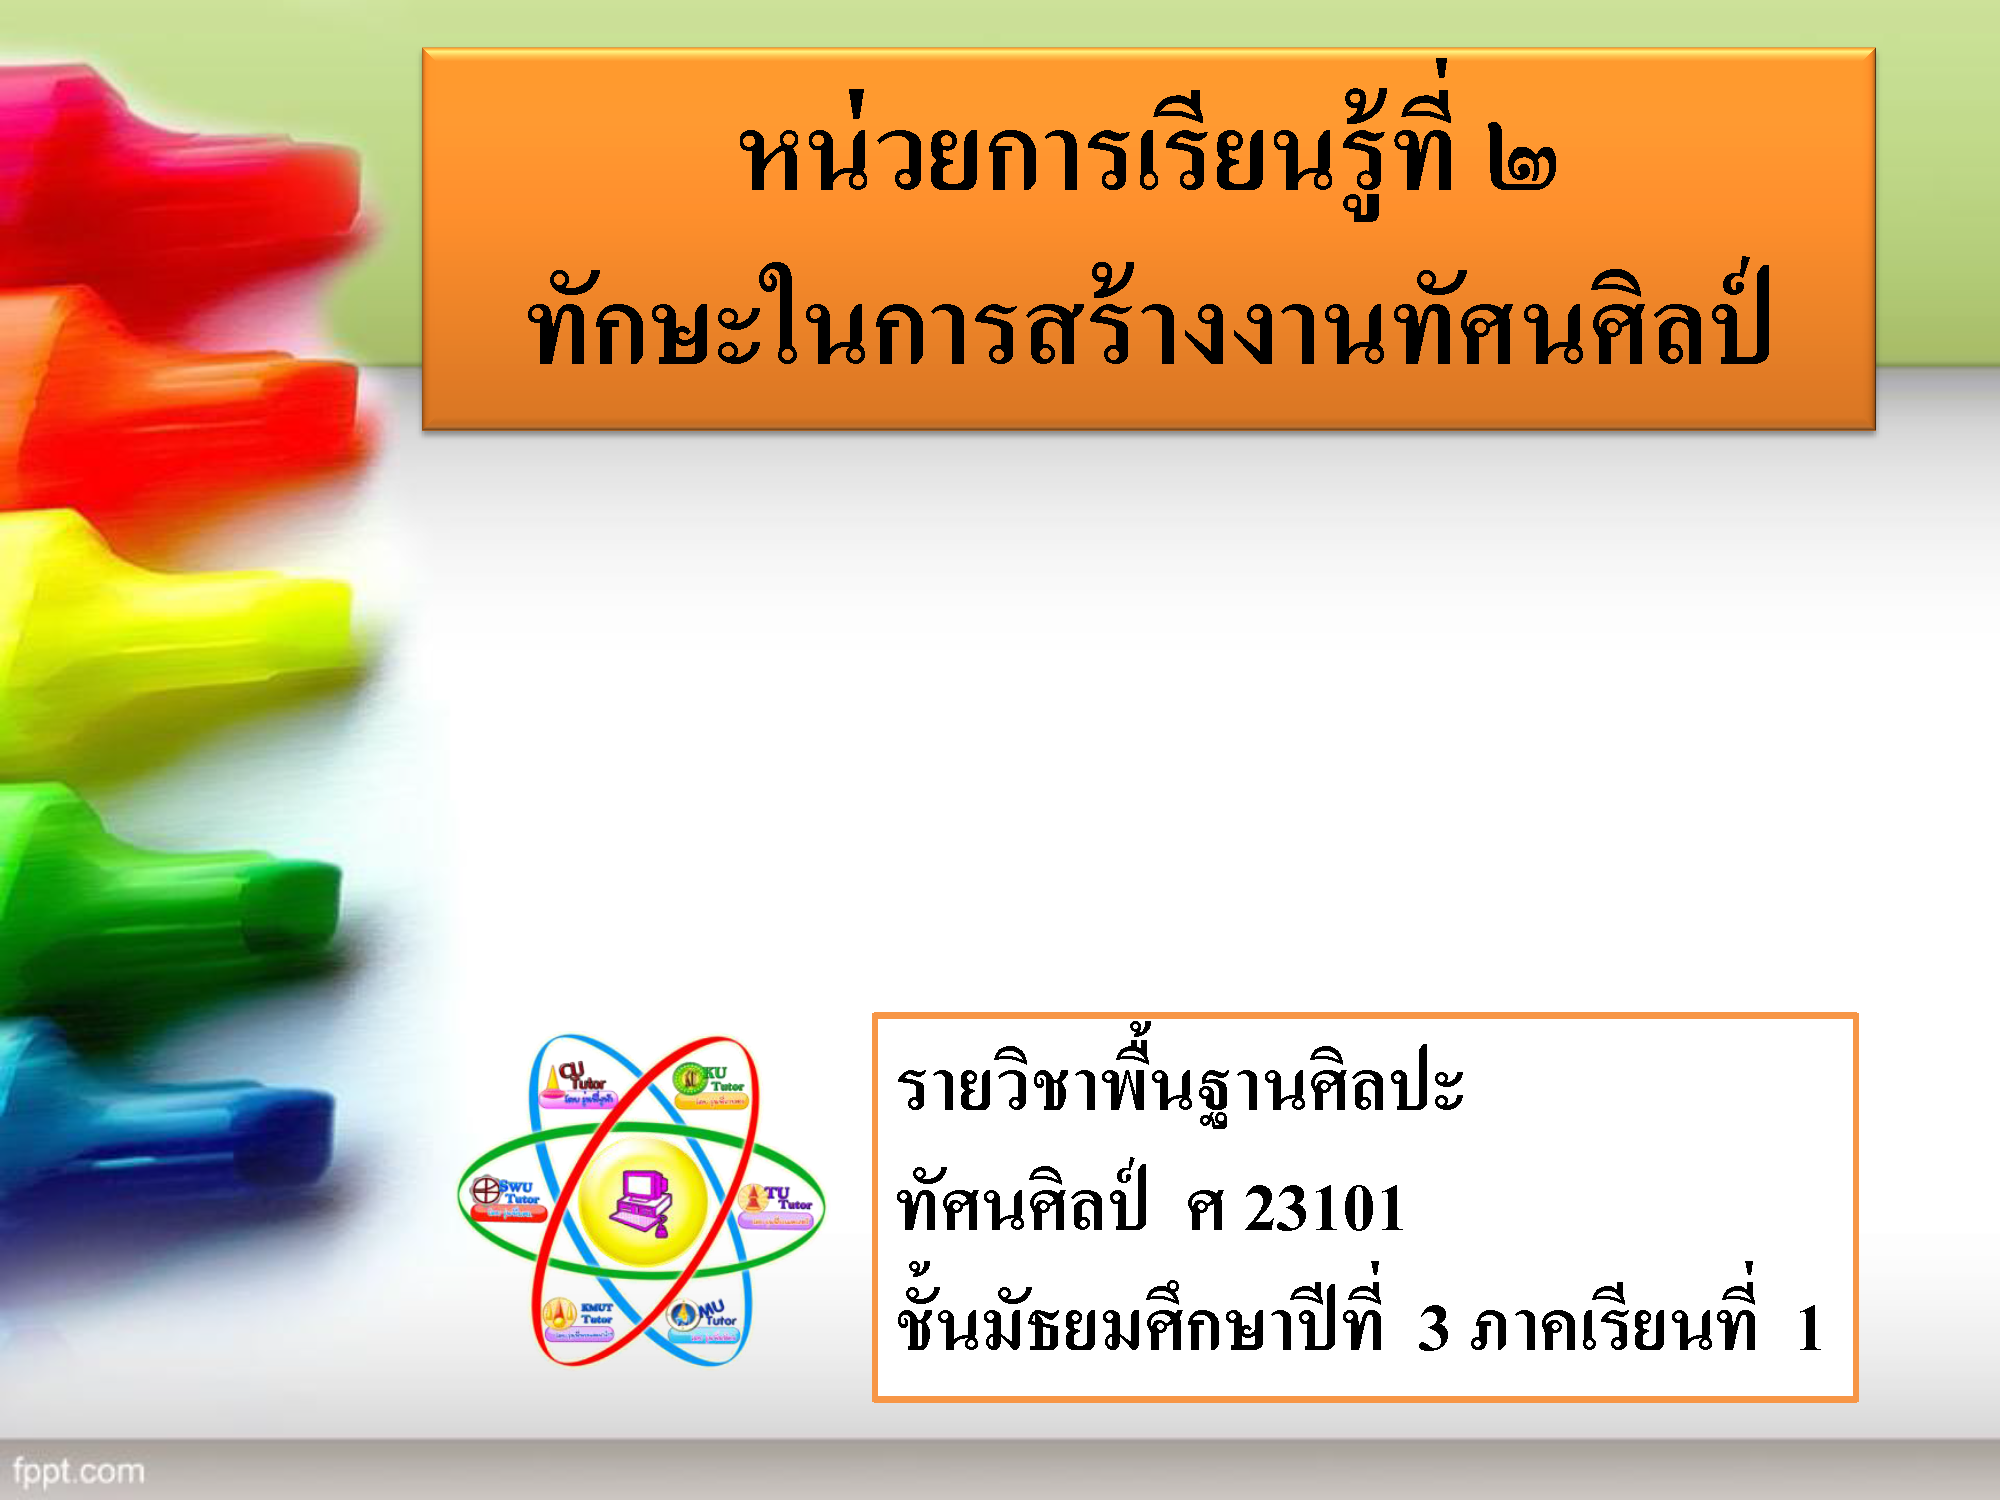 หน่วยการเรียนรู้ที่ ๒
ทักษะในการสร้างงานทัศนศิลป์
CU
Tutor
KU
Tutor
SWU
Tutor
TU
Tutor
KMUT
Tutor
MU
Tutor
รายวิชาพื้นฐานศิลปะ
ทัศนศิลป์ ศ 23101
ชั้นมัธยมศึกษาปีที่ 3 ภาคเรียนที่ 1
fppt.com